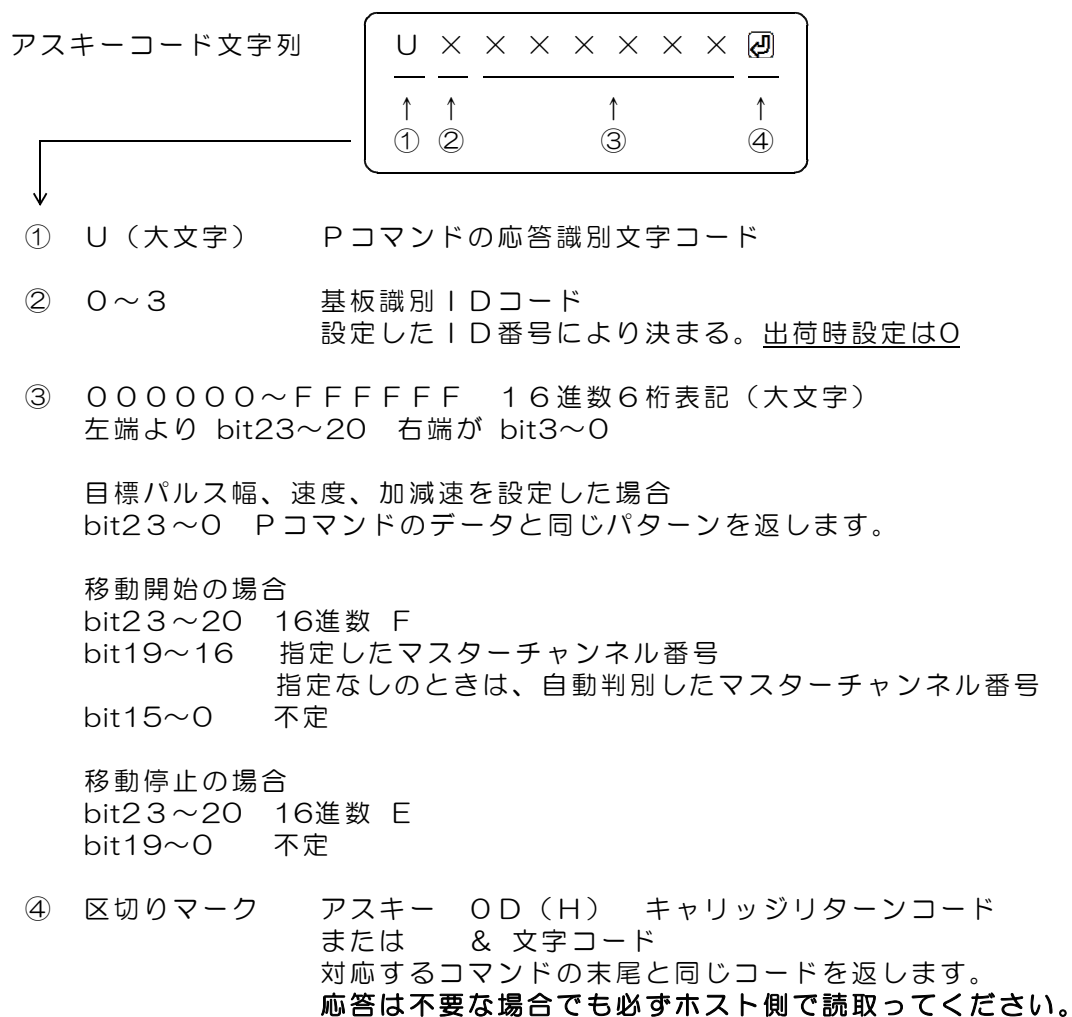 アスキーコード文字列　Ｕ × × × × × × × ↵
↑ ↑ ↑ ↑
① ② ③ ④
①　Ｕ（大文字）　Ｐコマンドの応答識別文字コード
②　０～３　基板識別ＩＤコード
設定したＩＤ番号により決まる。出荷時設定は0
③　００００００～ＦＦＦＦＦＦ　１６進数６桁表記（大文字）
左端より bit23～20　右端が bit3～0
目標パルス幅、速度、加減速を設定した場合
bit23～0　Ｐコマンドのデータと同じパターンを返します。
移動開始の場合
bit23～20　16進数 F
bit19～16　指定したマスターチャンネル番号
指定なしのときは、自動判別したマスターチャンネル番号
bit15～0　不定
移動停止の場合
bit23～20　16進数 E
bit19～0　不定
④　区切りマーク　アスキー　０Ｄ（Ｈ）　キャリッジリターンコード
または　& 文字コード
対応するコマンドの末尾と同じコードを返します。
応答は不要な場合でも必ずホスト側で読取ってください。